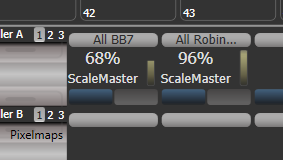 42 43
ler A 1 2 3 All BB7 All Robin...
68% 96%
ScaleMaster ScaleMaster
ler B 1 2 3
Pixelmaps